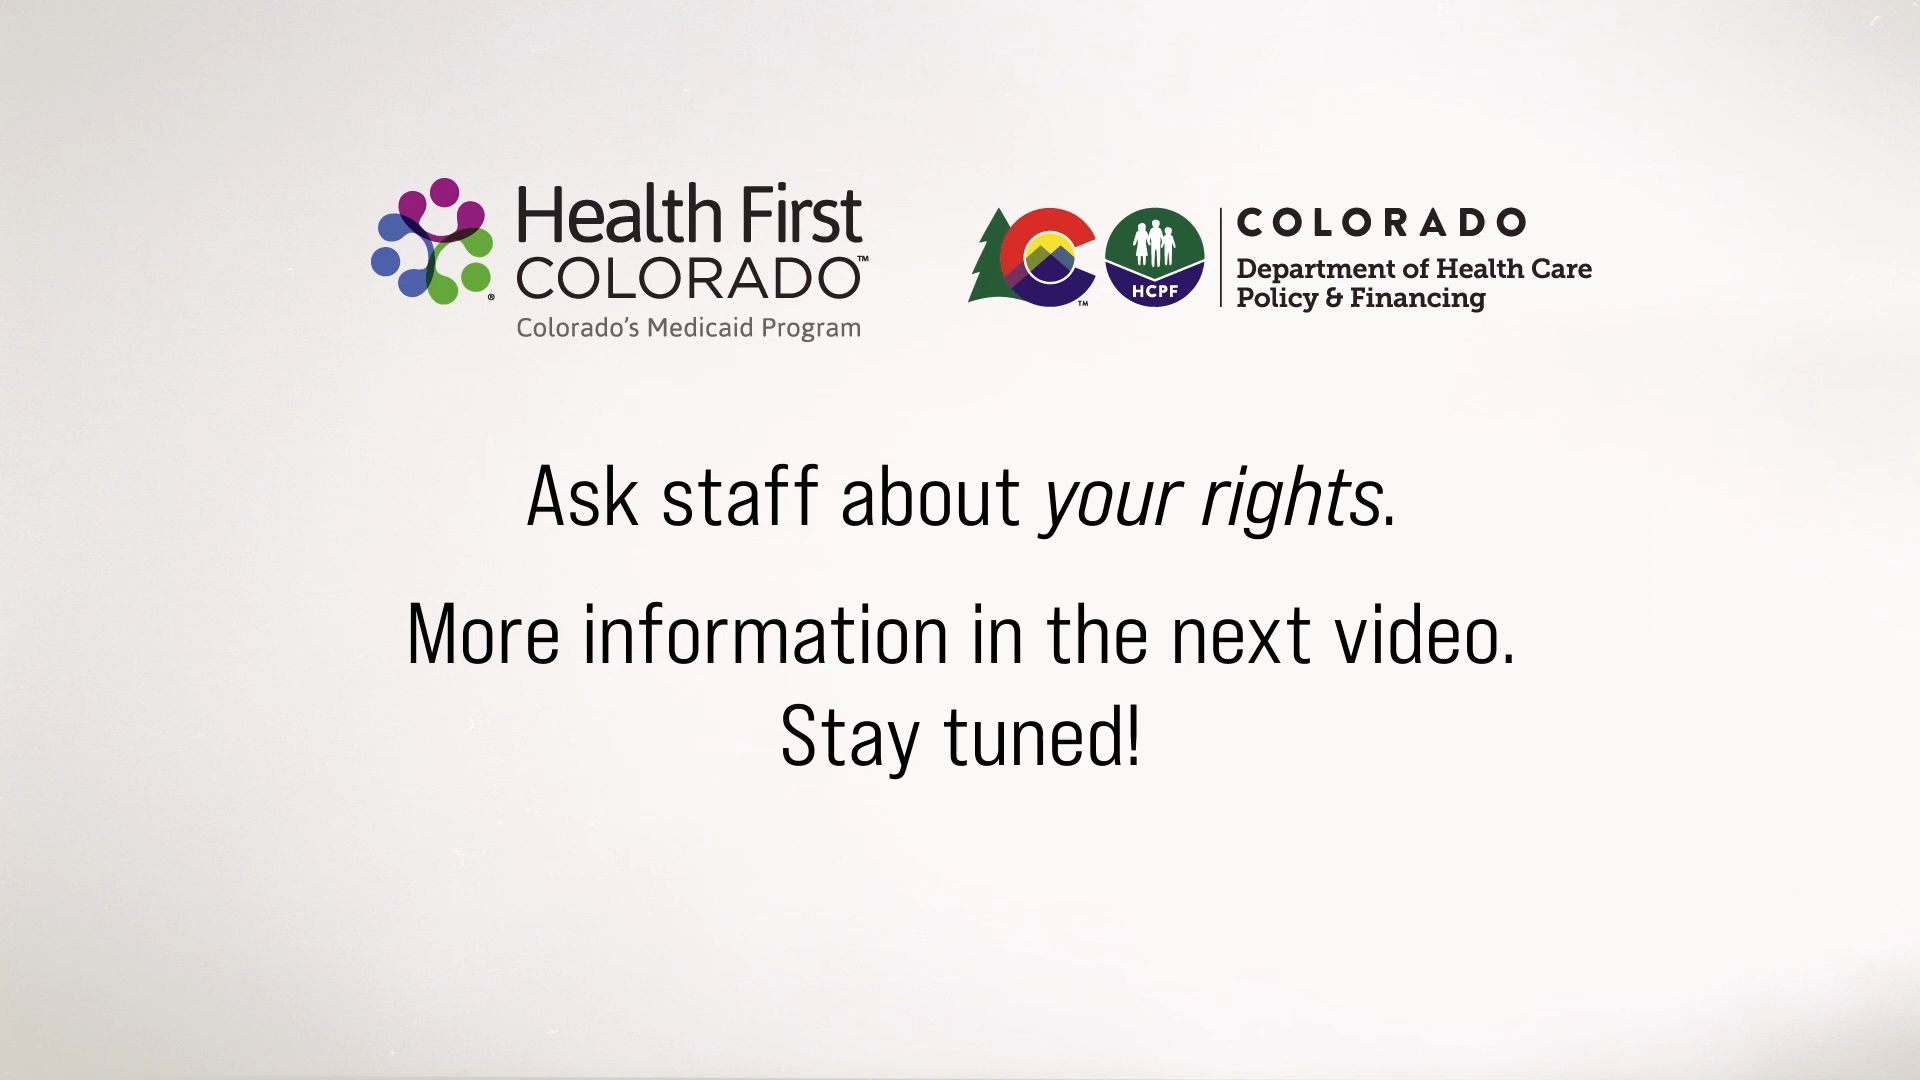 Health First
COLORADO™
Colorado's Medicaid Program
®
™
HCPF
COLORADO
Department of Health Care
Policy & Financing
Ask staff about your rights.
More information in the next video.
Stay tuned!